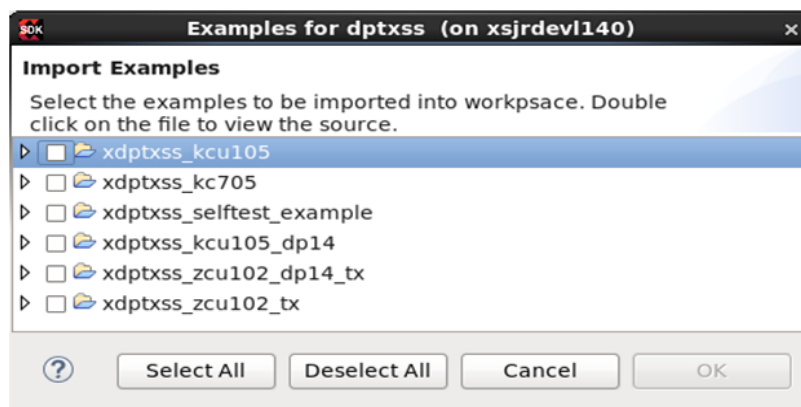 SDK Examples for dptxss (on xsjrdevl140) ×
Import Examples
Select the examples to be imported into workpsace. Double
click on the file to view the source.
xdptxss_kcu105
xdptxss_kc705
xdptxss_selftest_example
xdptxss_kcu105_dp14
xdptxss_zcu102_dp14_tx
xdptxss_zcu102_tx
? Select All Deselect All Cancel OK